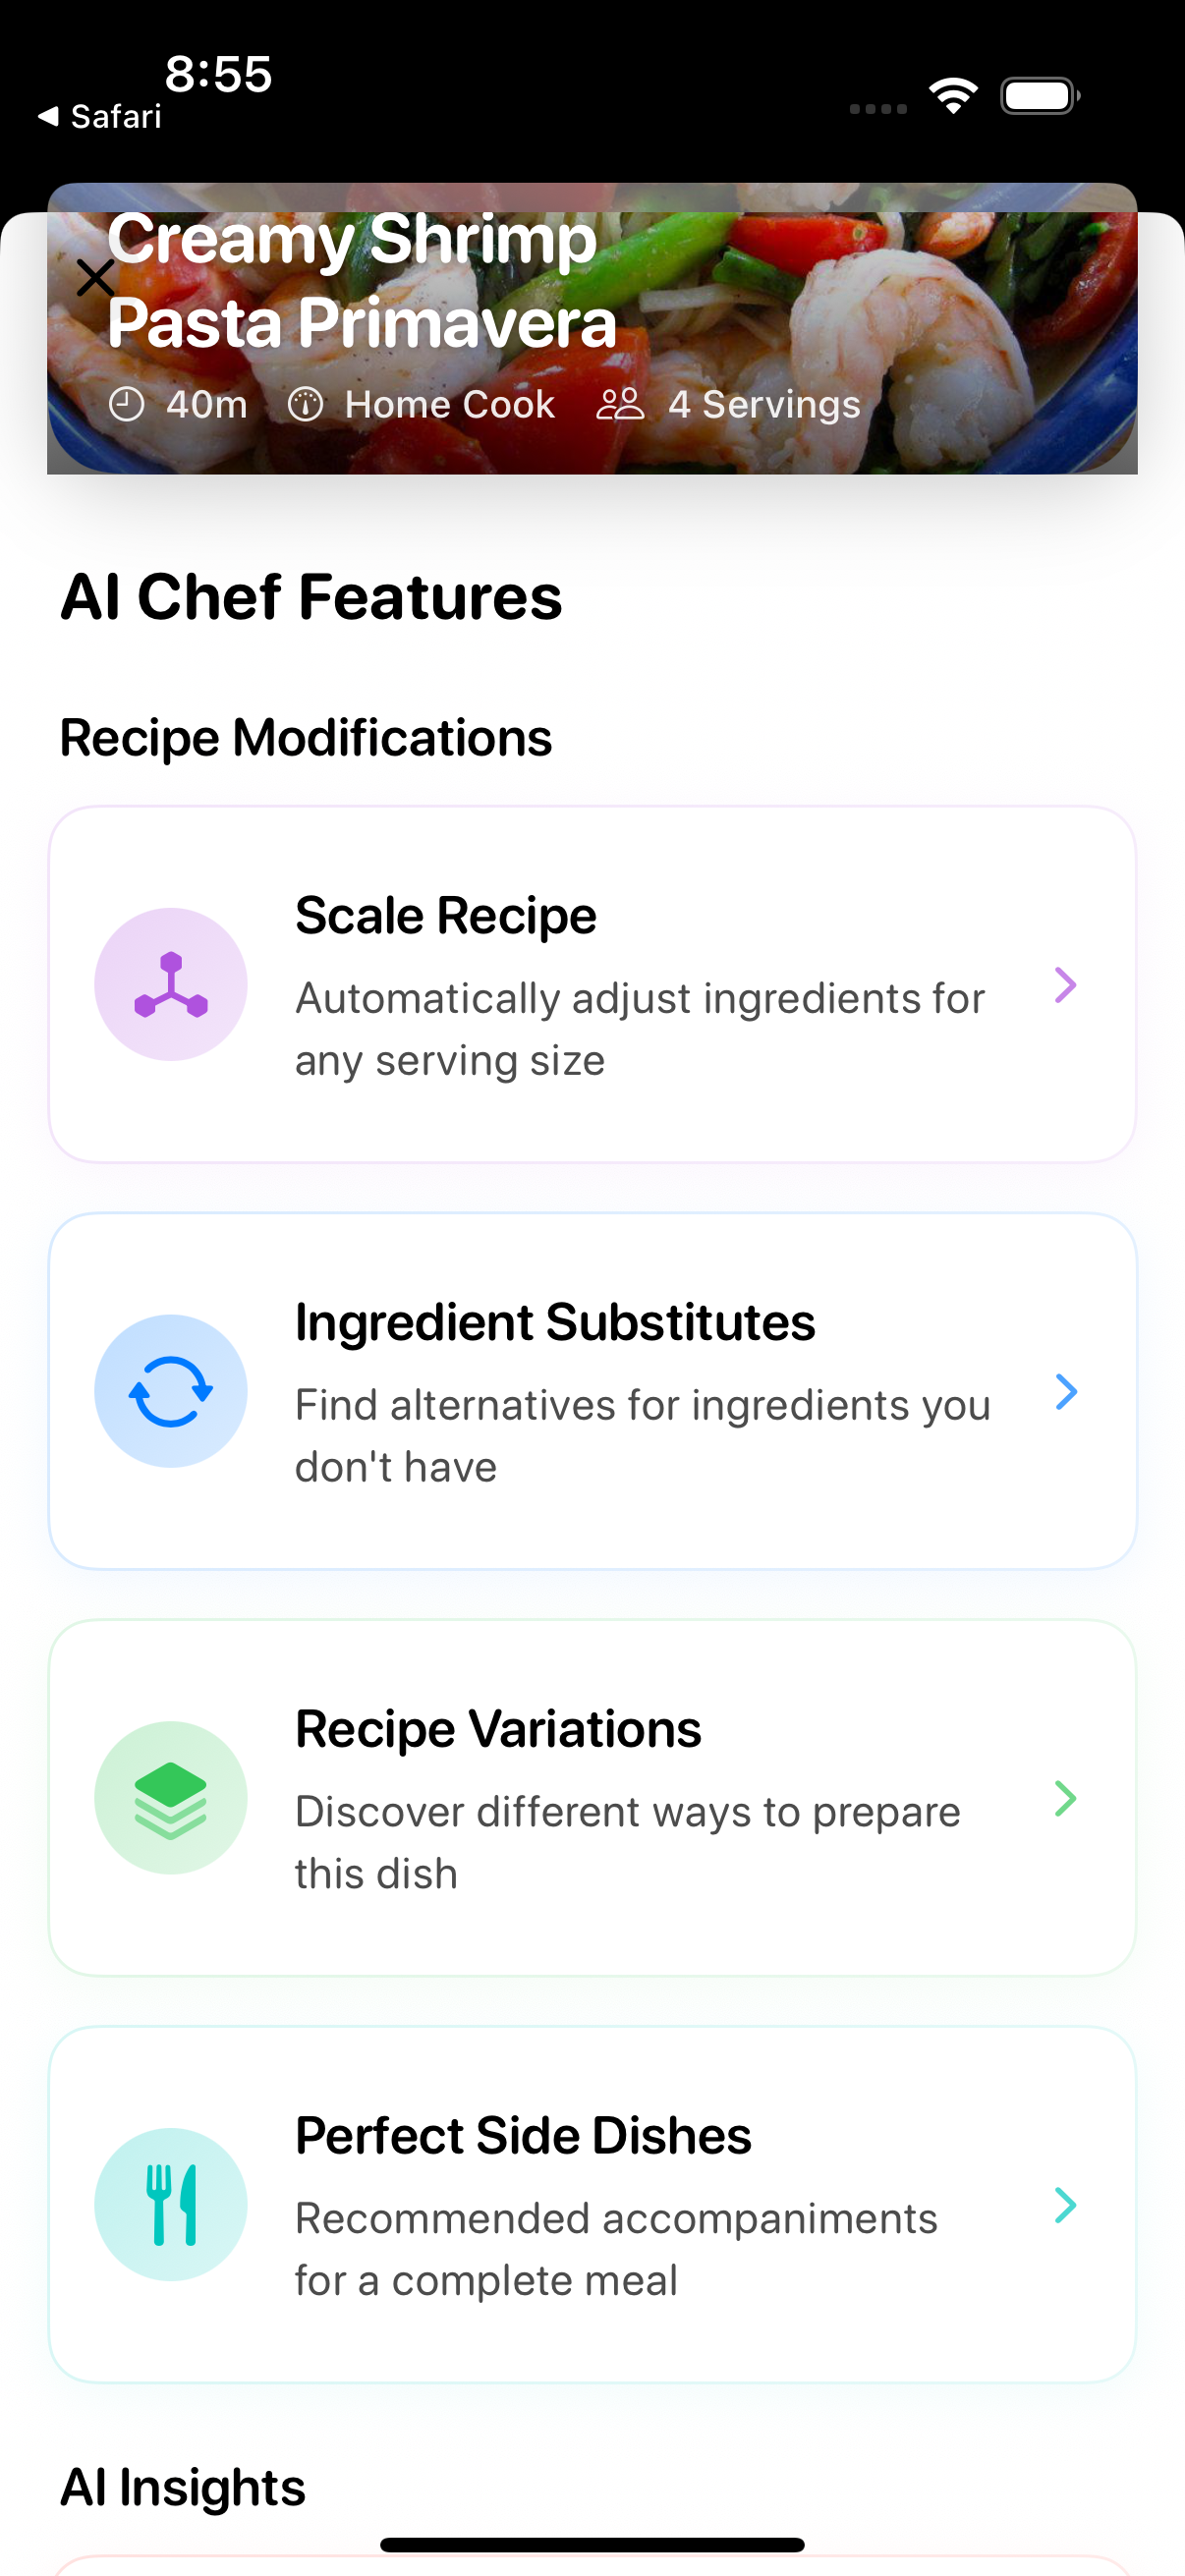 8:55
Safari
Creamy Shrimp
Pasta Primavera
40m Home Cook 4 Servings
AI Chef Features
Recipe Modifications
Scale Recipe
Automatically adjust ingredients for
any serving size
Ingredient Substitutes
Find alternatives for ingredients you
don't have
Recipe Variations
Discover different ways to prepare
this dish
Perfect Side Dishes
Recommended accompaniments
for a complete meal
AI Insights